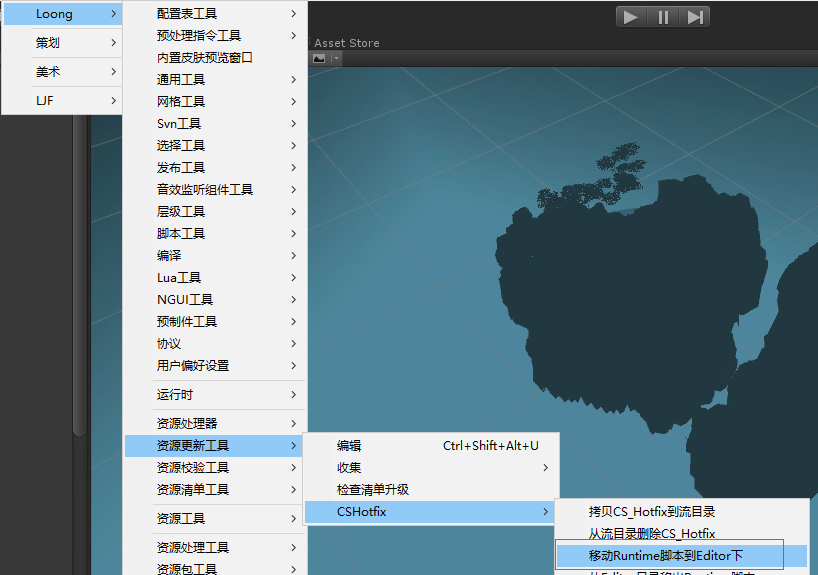 Loong
策划
美术
LJF
配置表工具
预处理指令工具
内置皮肤预览窗口
通用工具
网格工具
Svn工具
选择工具
发布工具
音效监听组件工具
层级工具
脚本工具
编译
Lua工具
NGUI工具
预制件工具
协议
用户偏好设置
运行时
资源处理器
资源更新工具
资源校验工具
资源清单工具
资源工具
资源处理工具
资源包工具
Asset Store
编辑 Ctrl+Shift+Alt+U
收集
检查清单升级
CSHotfix
拷贝CS_Hotfix到流目录
从流目录删除CS_Hotfix
移动Runtime脚本到Editor下